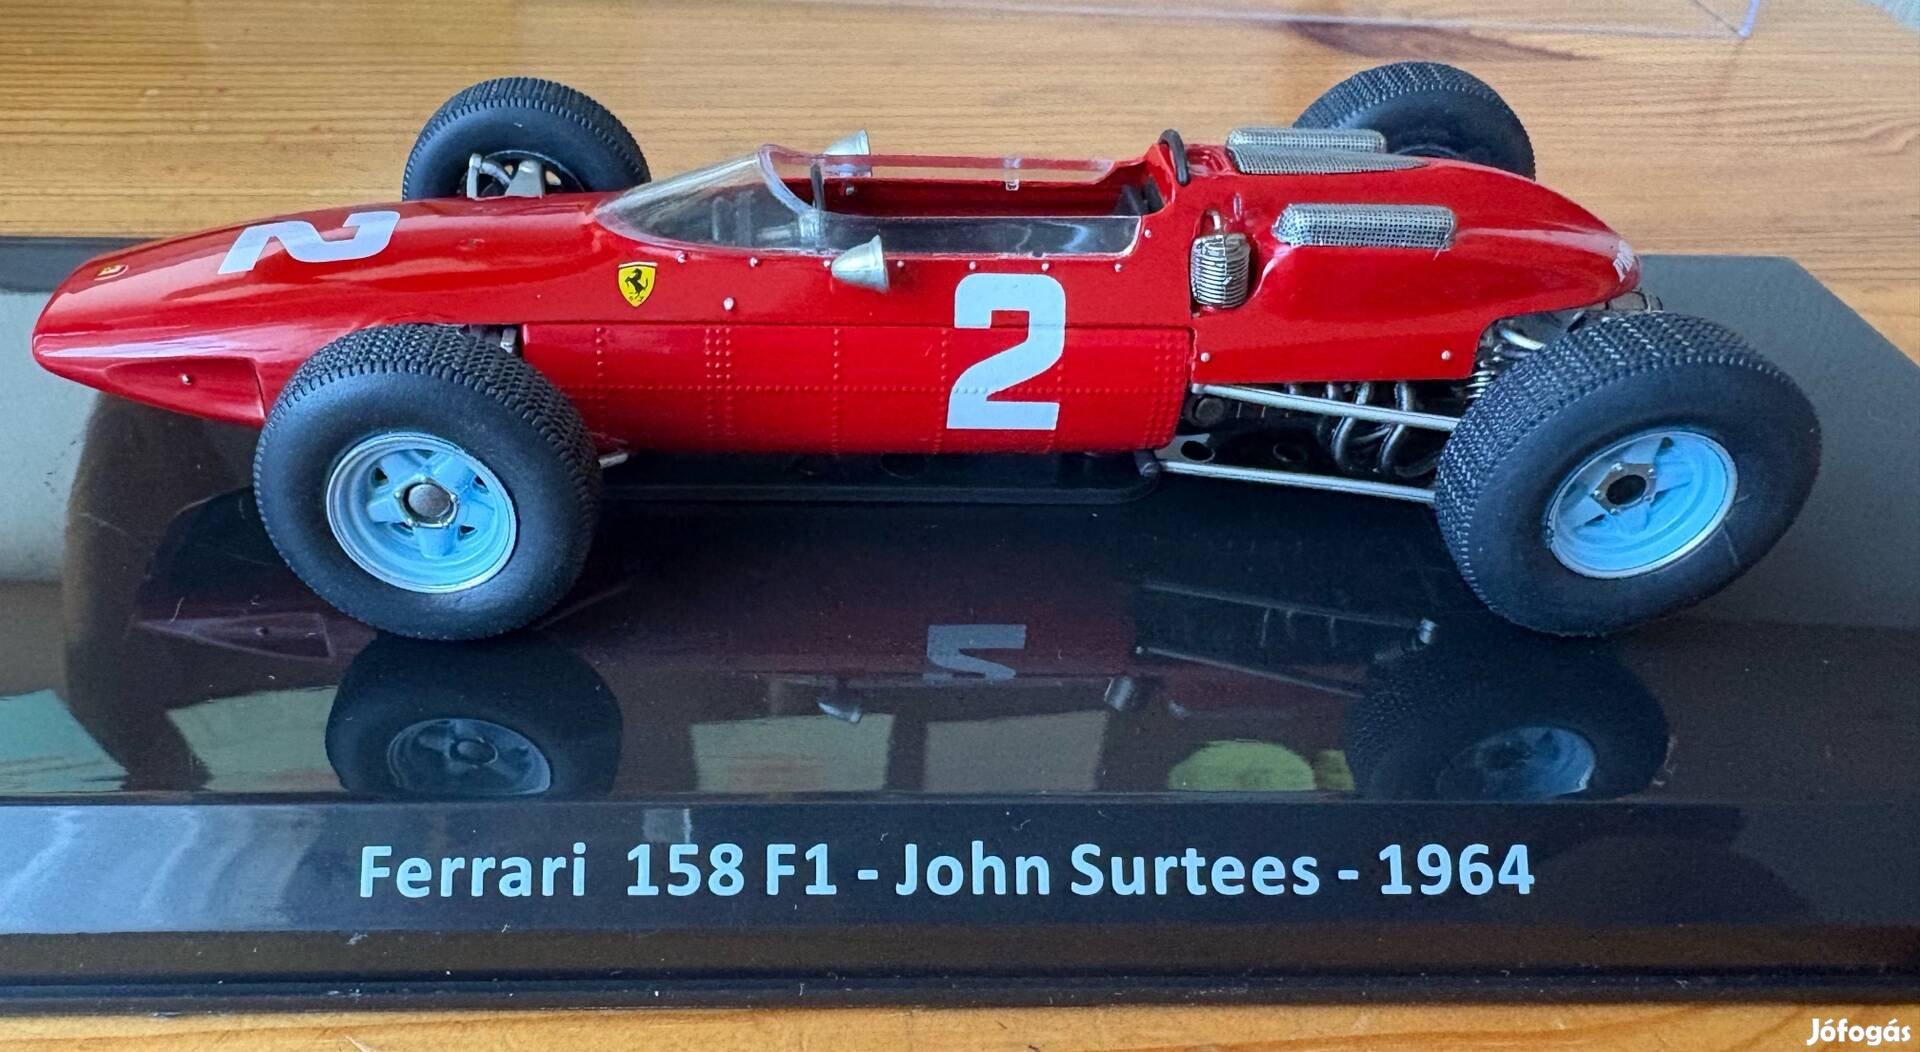 2
2
Ferrari 158 F1 - John Surtees - 1964
Jófogás